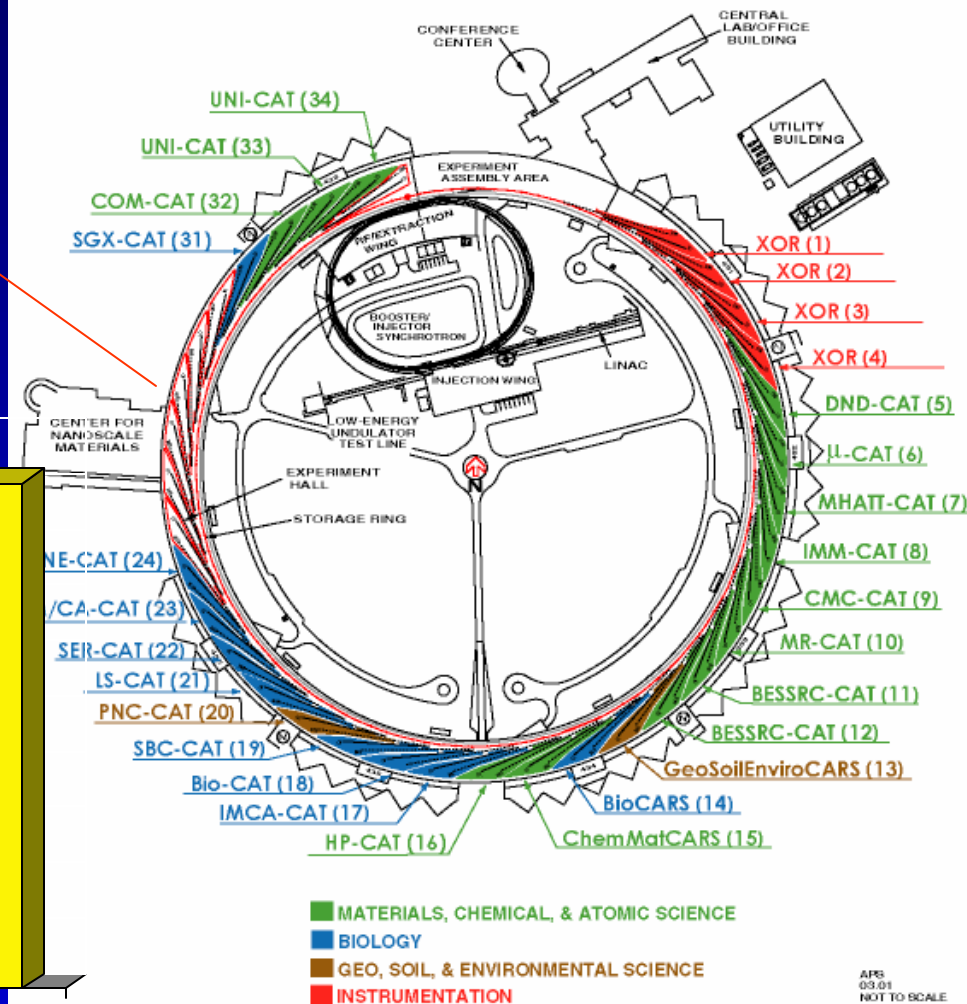 CONFERENCE
CENTER
CENTRAL
LAB/OFFICE
BUILDING
UTILITY
BUILDING
UNI-CAT (34)
UNI-CAT (33)
COM-CAT (32)
SGX-CAT (31)
EXPERIMENT
ASSEMBLY AREA
RF/EXTRACTION
WING
BOOSTER/
INJECTOR
SYNCHROTRON
LINAC
INJECTION WING
LOW-ENERGY
UNDULATOR
TEST LINE
CENTER FOR
NANOSCALE
MATERIALS
EXPERIMENT
HALL
STORAGE RING
N
XOR (1)
XOR (2)
XOR (3)
XOR (4)
DND-CAT (5)
μ-CAT (6)
MHATT-CAT (7)
IMM-CAT (8)
CMC-CAT (9)
MR-CAT (10)
BESSRC-CAT (11)
BESSRC-CAT (12)
GeoSoilEnviroCARS (13)
BioCARS (14)
ChemMatCARS (15)
HP-CAT (16)
IMCA-CAT (17)
Bio-CAT (18)
SBC-CAT (19)
PNC-CAT (20)
LS-CAT (21)
SER-CAT (22)
/CA-CAT (23)
NE-CAT (24)
MATERIALS, CHEMICAL, & ATOMIC SCIENCE
BIOLOGY
GEO, SOIL, & ENVIRONMENTAL SCIENCE
INSTRUMENTATION
APS
03.01
NOT TO SCALE